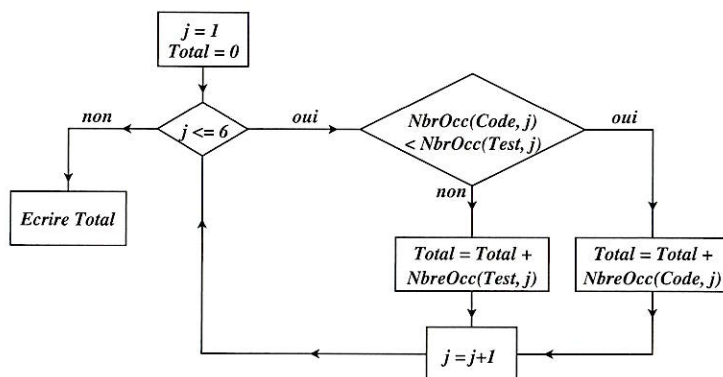 j = 1
Total = 0
non
j <= 6
oui
NbrOcc(Code, j)
< NbrOcc(Test, j)
oui
non
Ecrire Total
Total = Total +
NbreOcc(Test, j)
Total = Total +
NbreOcc(Code, j)
j = j+1